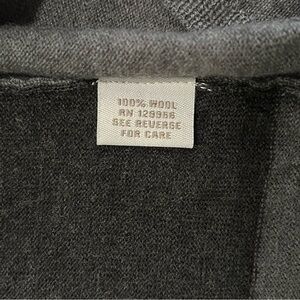 100% WOOL
RN 129966
SEE REVERSE
FOR CARE